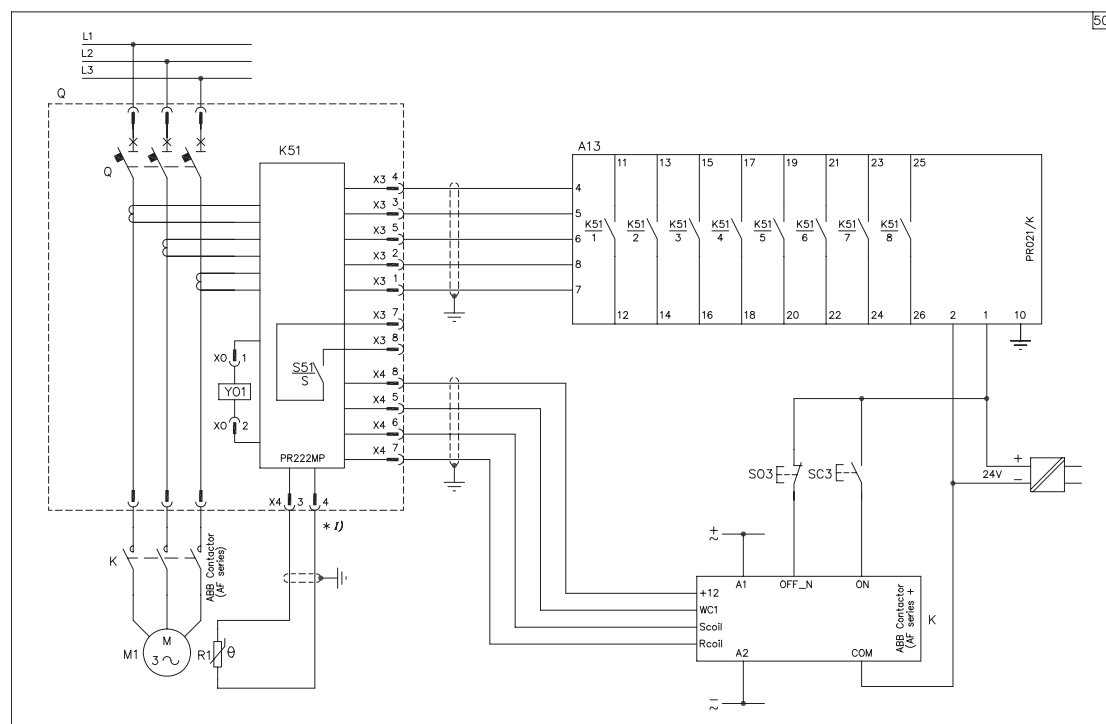 50
L1
L2
L3
Q
Q
K51
X3 4
X3 3
X3 5
X3 2
X3 1
X3 7
X3 8
X4 8
X4 5
X4 6
X4 7
S51
S
XO 1
YO1
XO 2
PR222MP
X4 3 4
* I)
K
ABB Contactor
(AF series)
M
3
M1
R1 θ
A13
11 13 15 17 19 21 23 25
4
5
6
8
7
K51
1
K51
2
K51
3
K51
4
K51
5
K51
6
K51
7
K51
8
PR021/K
12 14 16 18 20 22 24 26 2 1 10
SO3
SC3
24V
+
−
+
~
A1 OFF_N ON
+12
WC1
Scoil
Rcoil
ABB Contactor
(AF series +
K
A2 COM
−
~